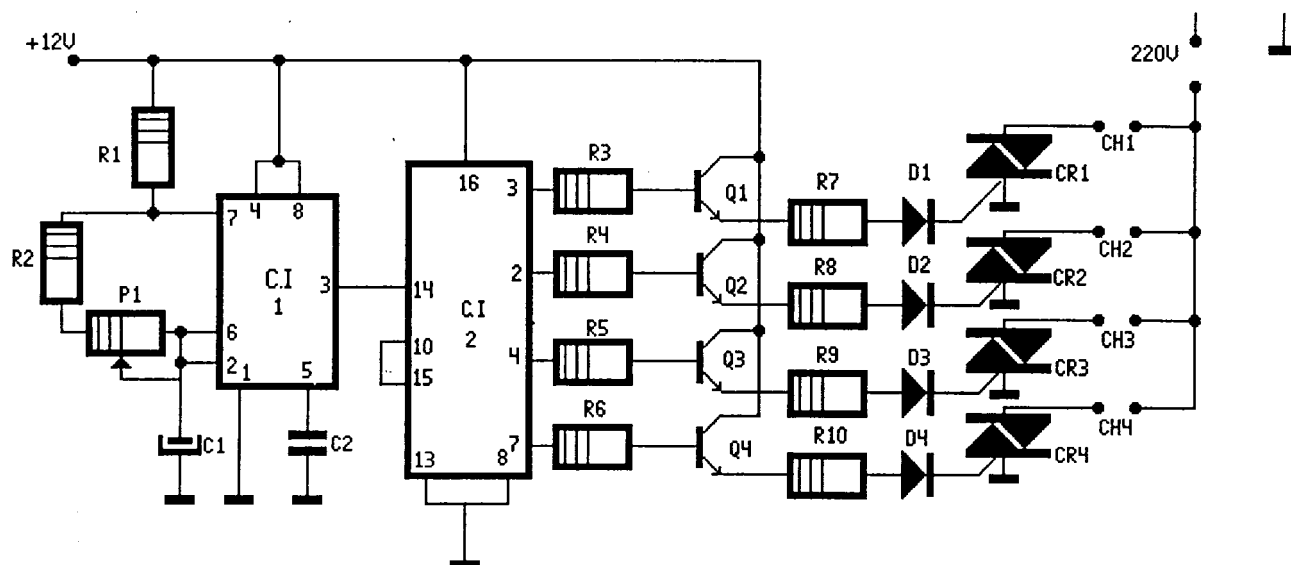 +12V
220V
R1
R2
P1
C1
C2
7
4
8
6
2
1
5
3
C.I
1
16
14
10
15
13
8
3
2
4
7
C.I
2
R3
R4
R5
R6
Q1
Q2
Q3
Q4
R7
R8
R9
R10
D1
D2
D3
D4
CR1
CR2
CR3
CR4
CH1
CH2
CH3
CH4